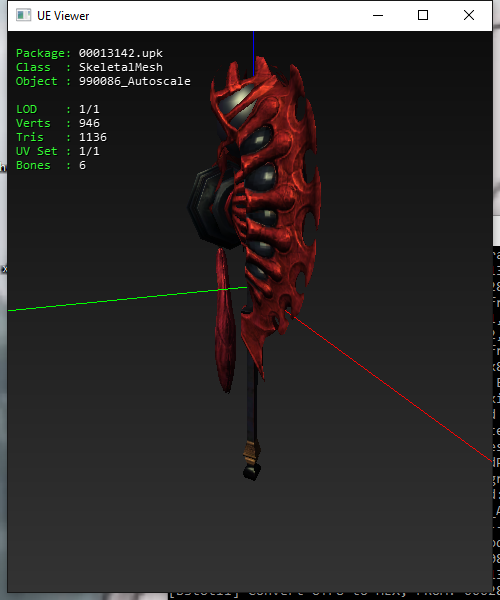 UE Viewer
Package: 00013142.upk
Class : SkeletalMesh
Object : 990086_Autoscale
LOD : 1/1
Verts : 946
Tris : 1136
UV Set : 1/1
Bones : 6